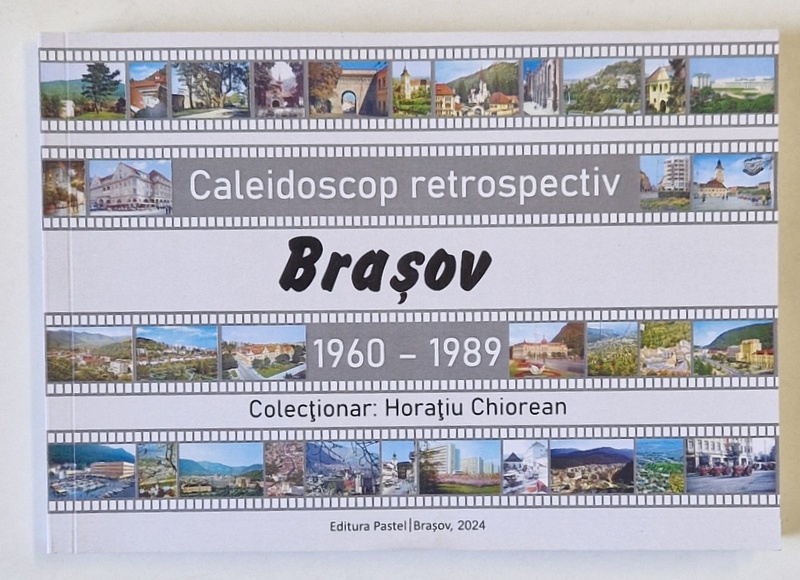 Caleidoscop retrospectiv
Brașov
1960 – 1989
Colecţionar: Horaţiu Chiorean
Editura Pastel|Brașov, 2024